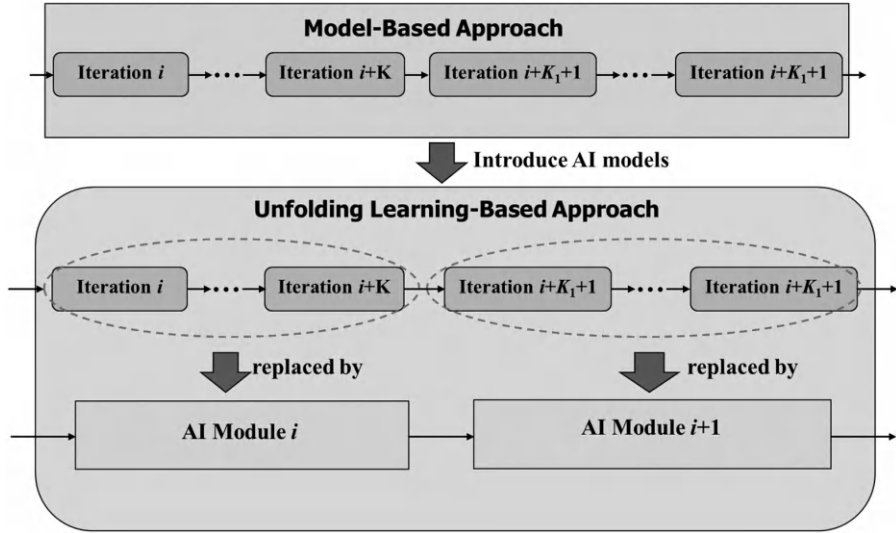 Model-Based Approach
Iteration i
Iteration i+K
Iteration i+K₁+1
Iteration i+K₁+1
Introduce AI models
Unfolding Learning-Based Approach
Iteration i
Iteration i+K
Iteration i+K₁+1
Iteration i+K₁+1
replaced by
replaced by
AI Module i
AI Module i+1